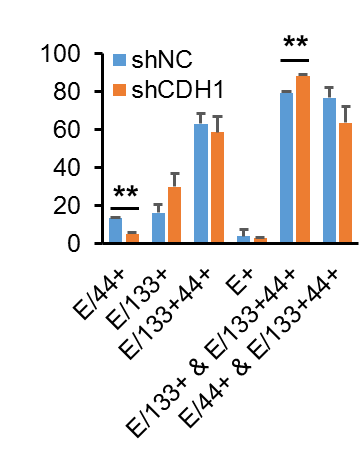 100
80
60
40
20
0
shNC
shCDH1
**
**
E/44+
E/133+
E/133+44+
E+
E/133+ & E/133+44+
E/44+ & E/133+44+